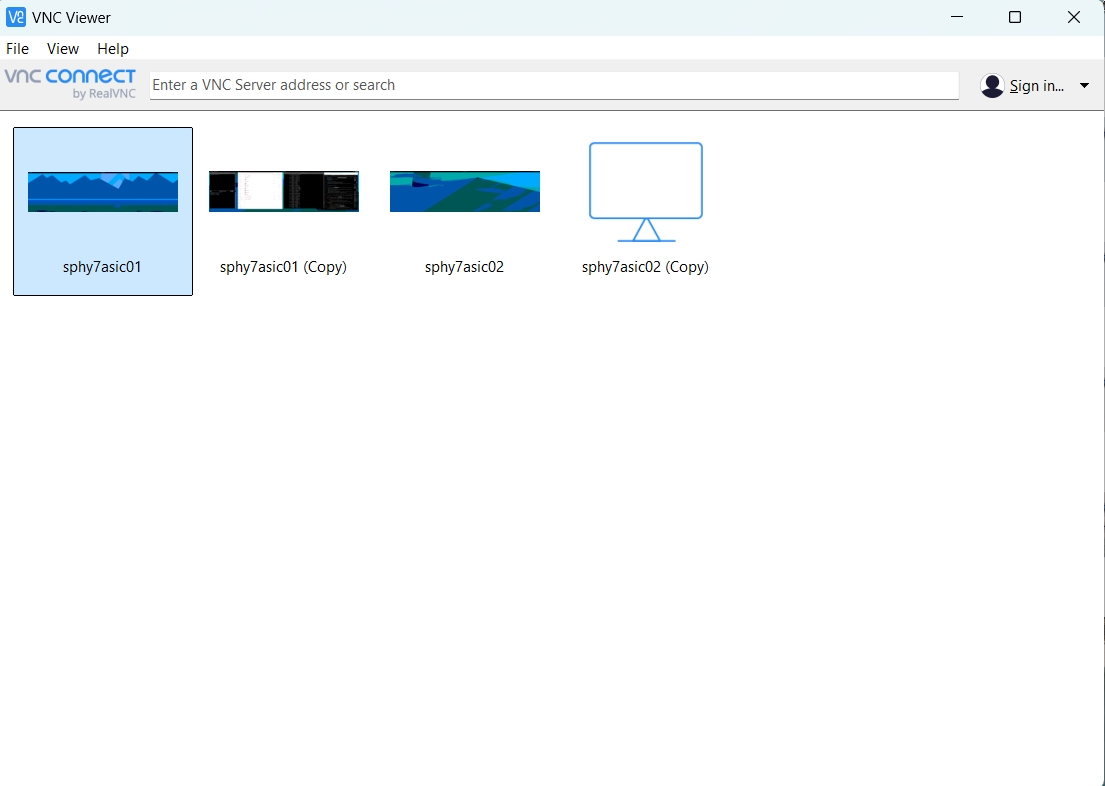 VNC Viewer
File View Help
vnc connect
by RealVNC
Enter a VNC Server address or search
Sign in...
sphy7asic01
sphy7asic01 (Copy)
sphy7asic02
sphy7asic02 (Copy)